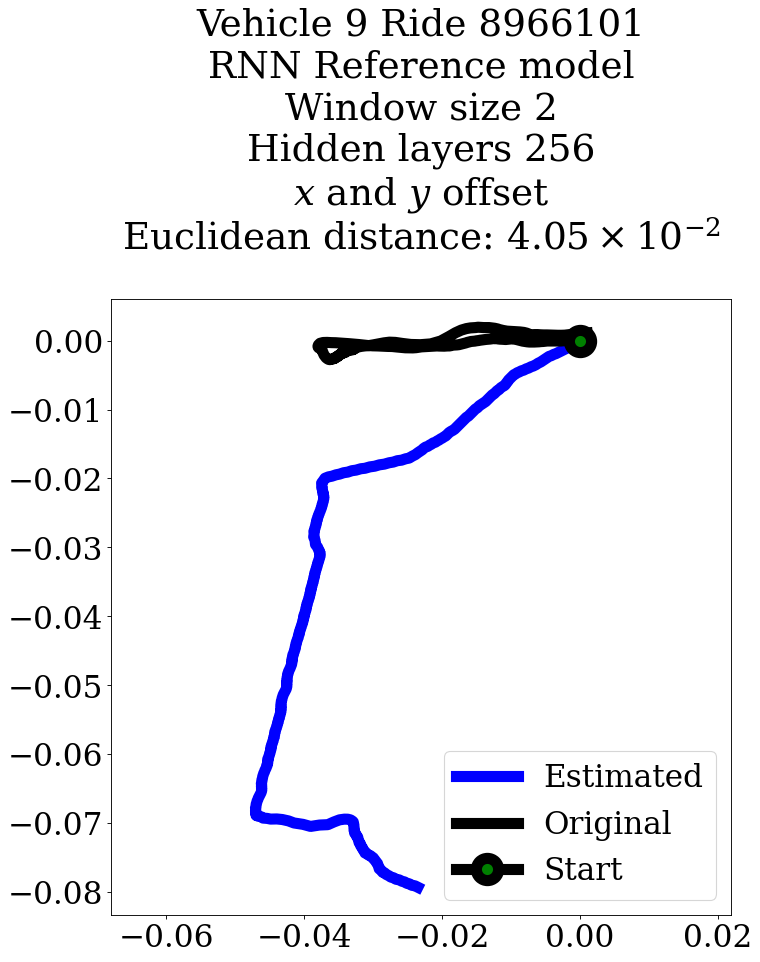 Vehicle 9 Ride 8966101
RNN Reference model
Window size 2
Hidden layers 256
x and y offset
Euclidean distance: 4.05 × 10⁻²
0.00
−0.01
−0.02
−0.03
−0.04
−0.05
−0.06
−0.07
−0.08
Estimated
Original
Start
−0.06 −0.04 −0.02 0.00 0.02